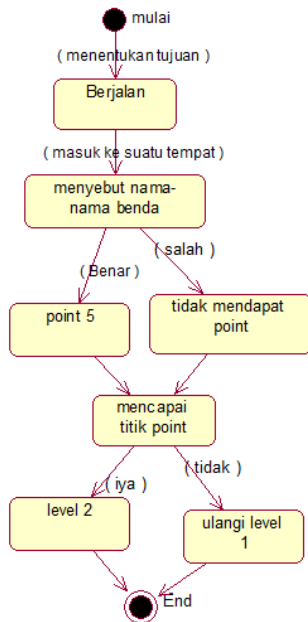 mulai
( menentukan tujuan )
Berjalan
( masuk ke suatu tempat )
menyebut nama-
nama benda
( salah )
( Benar )
point 5
tidak mendapat
point
mencapai
titik point
( tidak )
( iya )
level 2
ulangi level
1
End